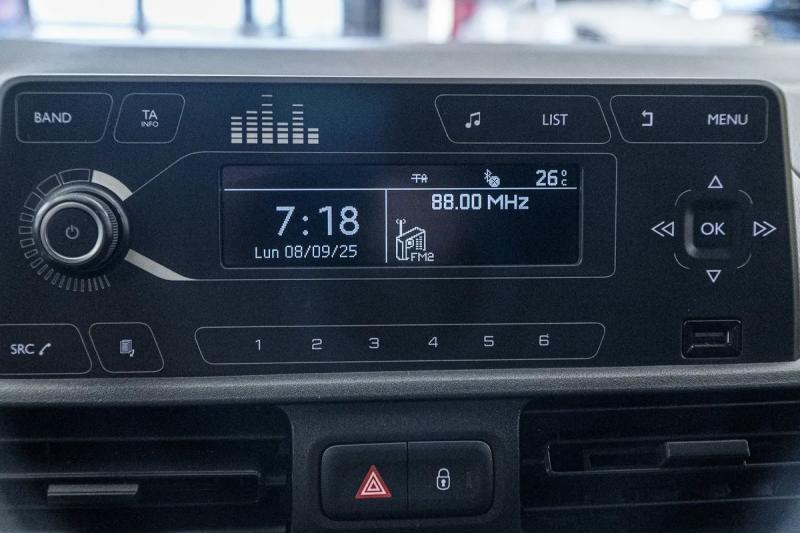 BAND
TA
INFO
LIST
MENU
TA
26°C
7:18
88.00 MHz
Lun 08/09/25
FM2
OK
SRC
1 2 3 4 5 6